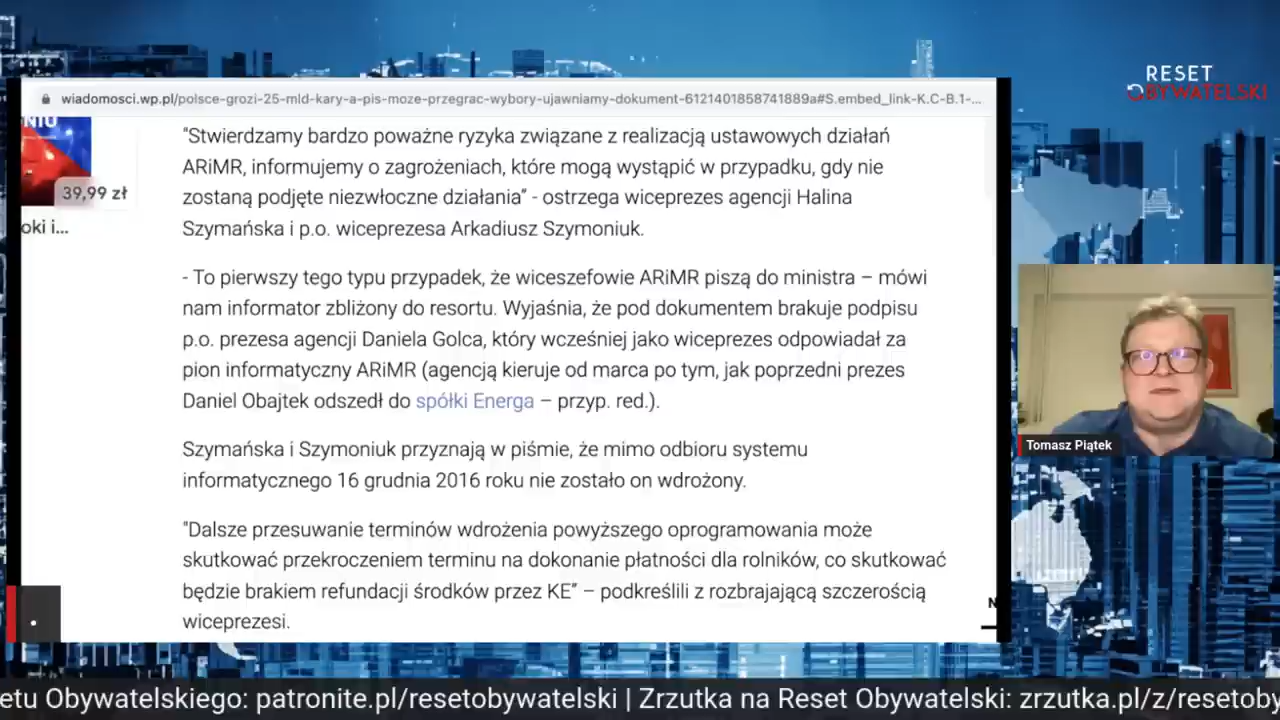 RESET
OBYWATELSKI
wiadomosci.wp.pl/polsce-grozi-25-mld-kary-a-pis-moze-przegrac-wybory-ujawniamy-dokument-6121401858741889a#S.embed_link-K.C-B.1-...
NIU
39,99 zł
oki i...
"Stwierdzamy bardzo poważne ryzyka związane z realizacją ustawowych działań
ARiMR, informujemy o zagrożeniach, które mogą wystąpić w przypadku, gdy nie
zostaną podjęte niezwłoczne działania" - ostrzega wiceprezes agencji Halina
Szymańska i p.o. wiceprezesa Arkadiusz Szymoniuk.
- To pierwszy tego typu przypadek, że wiceszefowie ARiMR piszą do ministra – mówi
nam informator zbliżony do resortu. Wyjaśnia, że pod dokumentem brakuje podpisu
p.o. prezesa agencji Daniela Golca, który wcześniej jako wiceprezes odpowiadał za
pion informatyczny ARiMR (agencją kieruje od marca po tym, jak poprzedni prezes
Daniel Obajtek odszedł do spółki Energa – przyp. red.).
Szymańska i Szymoniuk przyznają w piśmie, że mimo odbioru systemu
informatycznego 16 grudnia 2016 roku nie zostało on wdrożony.
"Dalsze przesuwanie terminów wdrożenia powyższego oprogramowania może
skutkować przekroczeniem terminu na dokonanie płatności dla rolników, co skutkować
będzie brakiem refundacji środków przez KE" – podkreślili z rozbrajającą szczerością
wiceprezesi.
N
Tomasz Piątek
etu Obywatelskiego: patronite.pl/resetobywatelski | Zrzutka na Reset Obywatelski: zrzutka.pl/z/resetoby